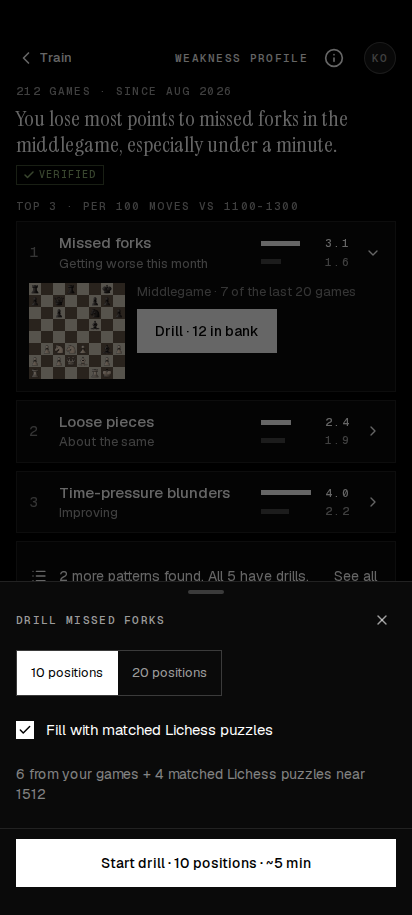 Train
WEAKNESS PROFILE
KO
212 GAMES · SINCE AUG 2026
You lose most points to missed forks in the
middlegame, especially under a minute.
VERIFIED
TOP 3 · PER 100 MOVES VS 1100-1300
1
Missed forks
3.1
Getting worse this month
1.6
Middlegame · 7 of the last 20 games
Drill · 12 in bank
2
Loose pieces
2.4
About the same
1.9
3
Time-pressure blunders
4.0
Improving
2.2
2 more patterns found. All 5 have drills.
See all
DRILL MISSED FORKS
10 positions
20 positions
Fill with matched Lichess puzzles
6 from your games + 4 matched Lichess puzzles near
1512
Start drill · 10 positions · ~5 min